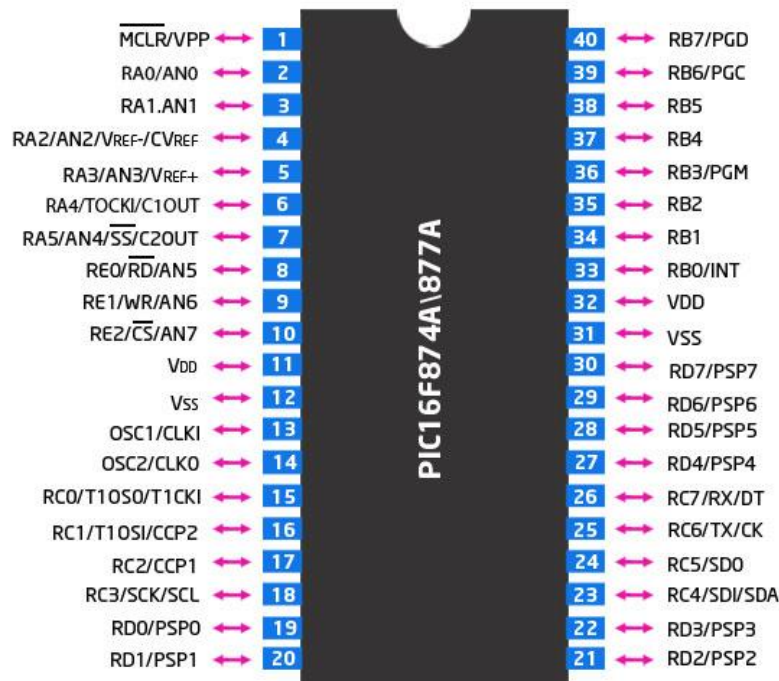 MCLR/VPP 1
RA0/AN0 2
RA1.AN1 3
RA2/AN2/VREF-/CVREF 4
RA3/AN3/VREF+ 5
RA4/TOCKI/C1OUT 6
RA5/AN4/SS/C2OUT 7
RE0/RD/AN5 8
RE1/WR/AN6 9
RE2/CS/AN7 10
VDD 11
VSS 12
OSC1/CLKI 13
OSC2/CLKO 14
RC0/T1OSO/T1CKI 15
RC1/T1OSI/CCP2 16
RC2/CCP1 17
RC3/SCK/SCL 18
RD0/PSP0 19
RD1/PSP1 20
PIC16F874A\877A
40 RB7/PGD
39 RB6/PGC
38 RB5
37 RB4
36 RB3/PGM
35 RB2
34 RB1
33 RB0/INT
32 VDD
31 VSS
30 RD7/PSP7
29 RD6/PSP6
28 RD5/PSP5
27 RD4/PSP4
26 RC7/RX/DT
25 RC6/TX/CK
24 RC5/SDO
23 RC4/SDI/SDA
22 RD3/PSP3
21 RD2/PSP2